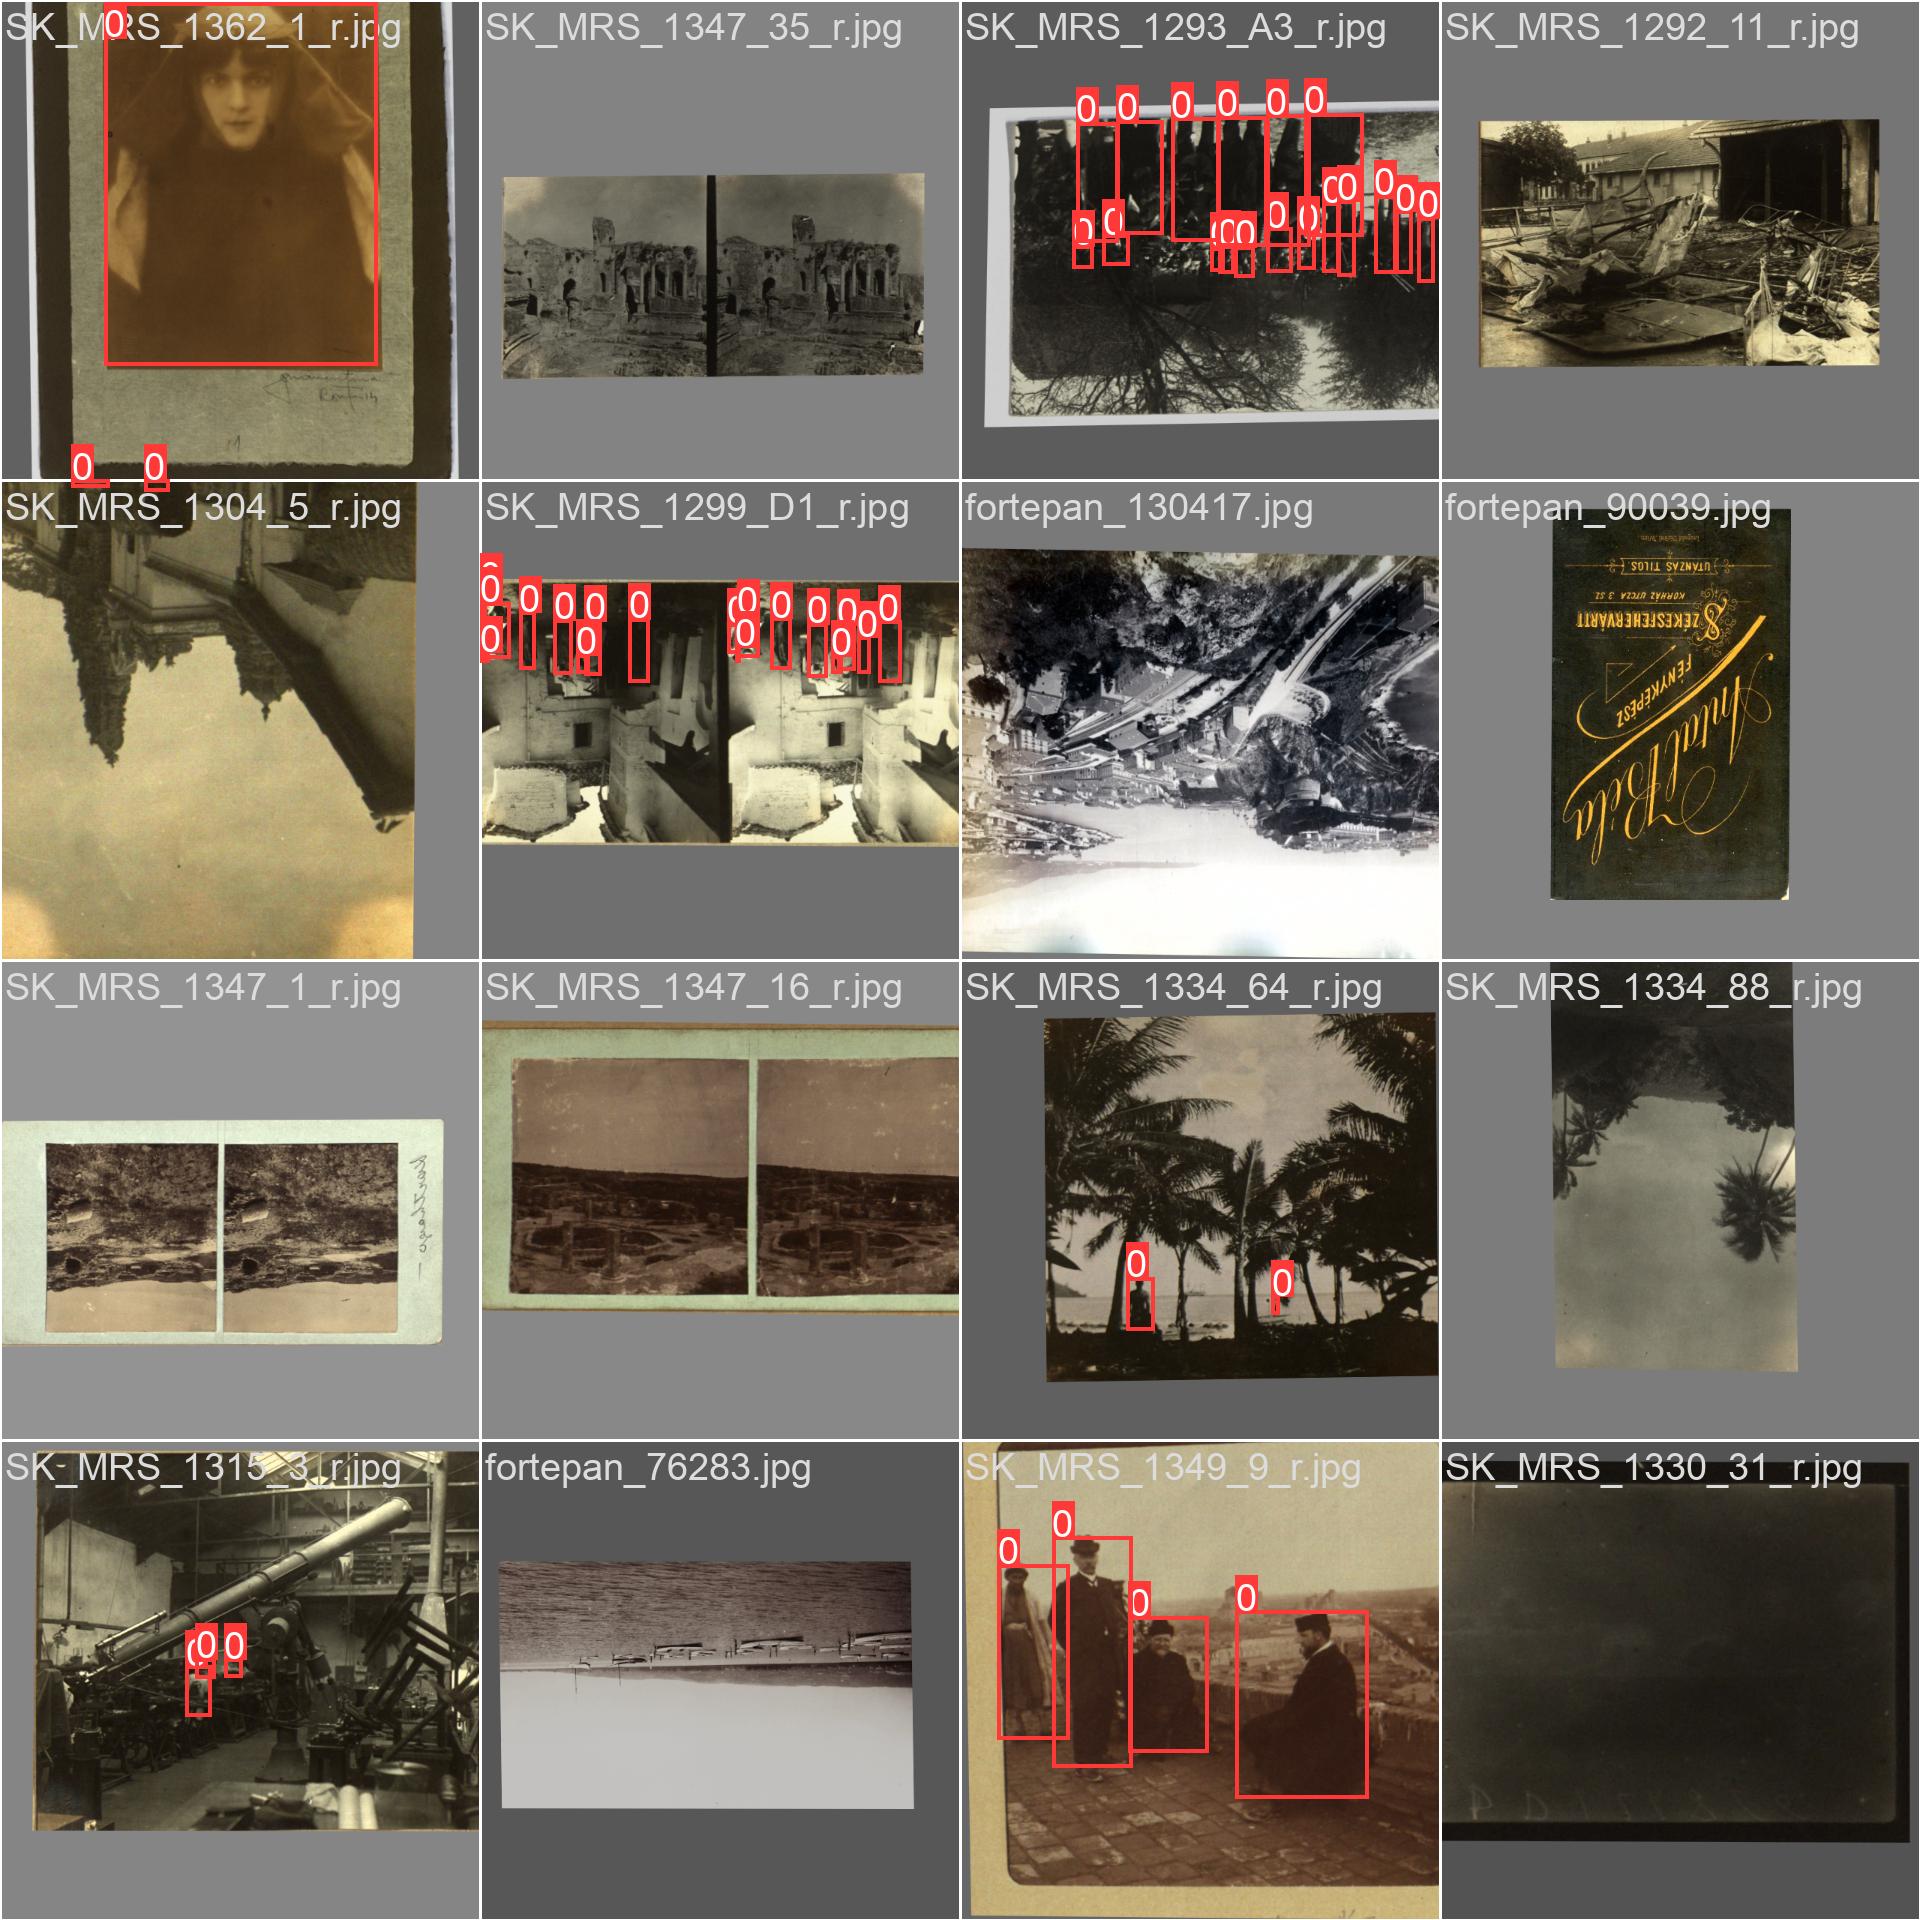 SK_MRS_1362_1_r.jpg
SK_MRS_1347_35_r.jpg
SK_MRS_1293_A3_r.jpg
SK_MRS_1292_11_r.jpg
0
0 0
0 0 0 0 0 0
0 0 0 0 0 0 0 0 0 0 0 0 0
SK_MRS_1304_5_r.jpg
SK_MRS_1299_D1_r.jpg
fortepan_130417.jpg
fortepan_90039.jpg
0 0 0 0 0 0 0 0
0 0 0 0 0 0 0 0
Antal Béla
FÉNYKÉPÉSZ
SZÉKESFEHÉRVÁRTT
KÓRHÁZ UTCZA 3 SZ.
UTÁNZÁS TILOS.
SK_MRS_1347_1_r.jpg
SK_MRS_1347_16_r.jpg
SK_MRS_1334_64_r.jpg
SK_MRS_1334_88_r.jpg
0 0
SK_MRS_1315_3_r.jpg
fortepan_76283.jpg
SK_MRS_1349_9_r.jpg
SK_MRS_1330_31_r.jpg
0 0 0
0 0 0 0